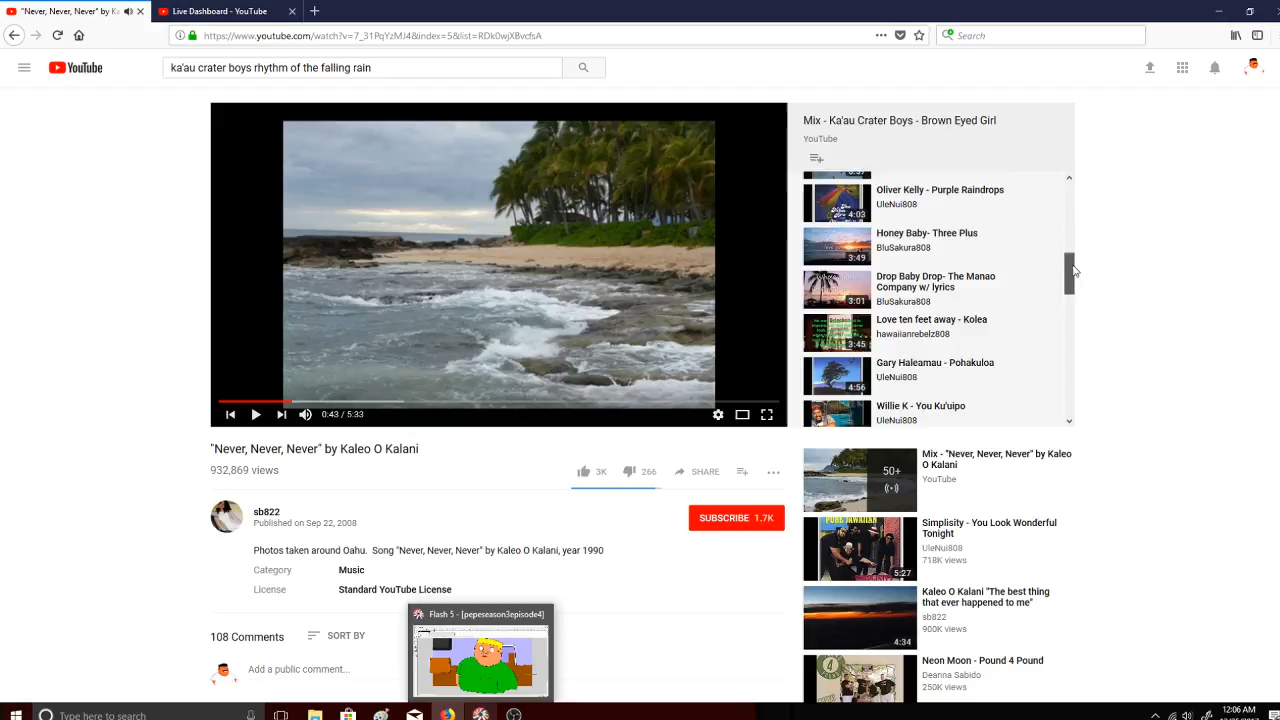 "Never, Never, Never" by Ka
Live Dashboard - YouTube
https://www.youtube.com/watch?v=7_31PqYzMJ4&index=5&list=RDk0wjXBvcfsA
Search
YouTube
ka'au crater boys rhythm of the falling rain
Mix - Ka'au Crater Boys - Brown Eyed Girl
YouTube
Oliver Kelly - Purple Raindrops
UleNui808
4:03
Honey Baby- Three Plus
BluSakura808
3:49
Drop Baby Drop- The Manao
Company w/ lyrics
BluSakura808
3:01
Love ten feet away - Kolea
hawaiianrebelz808
3:45
Gary Haleamau - Pohakuloa
UleNui808
4:56
Willie K - You Ku'uipo
UleNui808
0:43 / 5:33
"Never, Never, Never" by Kaleo O Kalani
932,869 views
3K
266
SHARE
sb822
Published on Sep 22, 2008
SUBSCRIBE 1.7K
Photos taken around Oahu. Song "Never, Never, Never" by Kaleo O Kalani, year 1990
Category
Music
License
Standard YouTube License
108 Comments
SORT BY
Add a public comment...
Flash 5 - [pepeseason3episode4]
50+
Mix - "Never, Never, Never" by Kaleo
O Kalani
YouTube
PURE HAWAIIAN
5:27
Simplisity - You Look Wonderful
Tonight
UleNui808
718K views
4:34
Kaleo O Kalani "The best thing
that ever happened to me"
sb822
900K views
Neon Moon - Pound 4 Pound
Deanna Sabido
250K views
Type here to search
12:06 AM